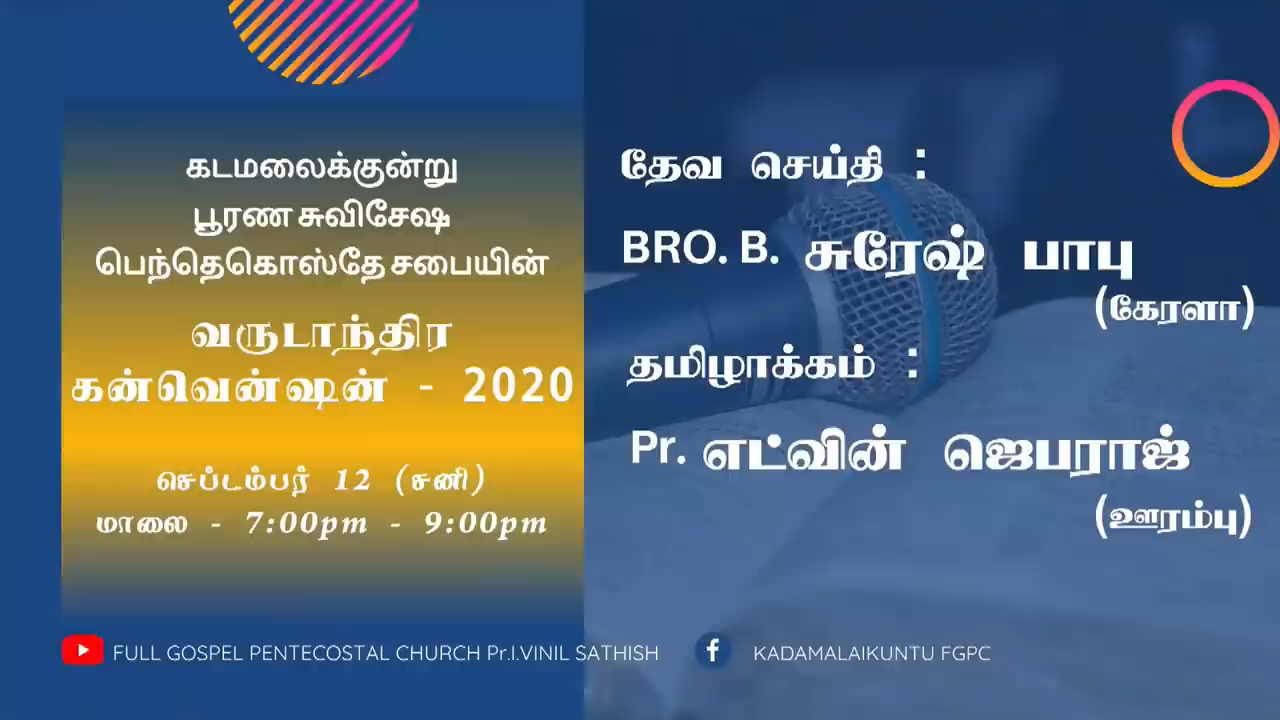 கடமலைக்குன்று
பூரண சுவிசேஷ
பெந்தெகொஸ்தே சபையின்
வருடாந்திர
கன்வென்ஷன் - 2020
செப்டம்பர் 12 (சனி)
மாலை - 7:00pm - 9:00pm
தேவ செய்தி :
BRO. B. சுரேஷ் பாபு
(கேரளா)
தமிழாக்கம் :
Pr. எட்வின் ஜெபராஜ்
(ஊரம்பு)
FULL GOSPEL PENTECOSTAL CHURCH Pr.I.VINIL SATHISH
KADAMALAIKUNTU FGPC